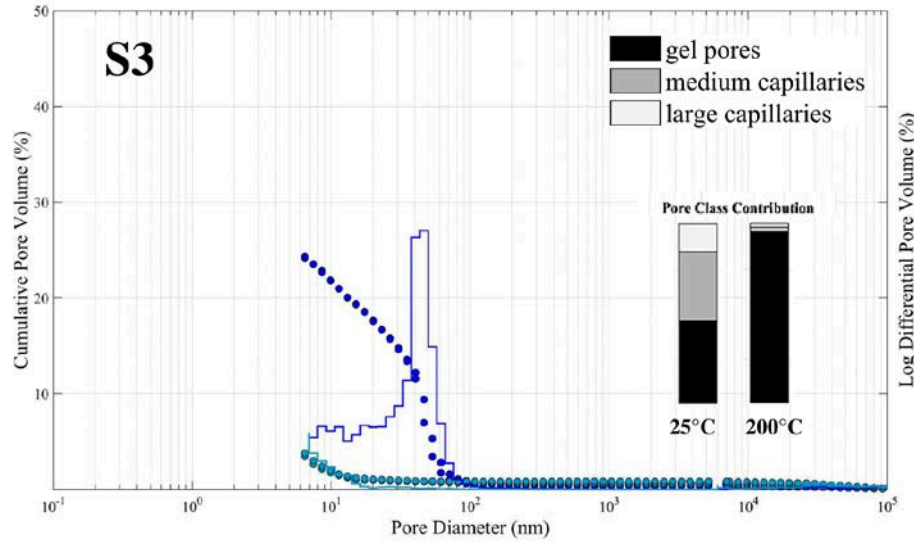 S3
gel pores
medium capillaries
large capillaries
Pore Class Contribution
25°C 200°C
Cumulative Pore Volume (%)
Log Differential Pore Volume (%)
50
40
30
20
10
10-1 100 101 102 103 104 105
Pore Diameter (nm)